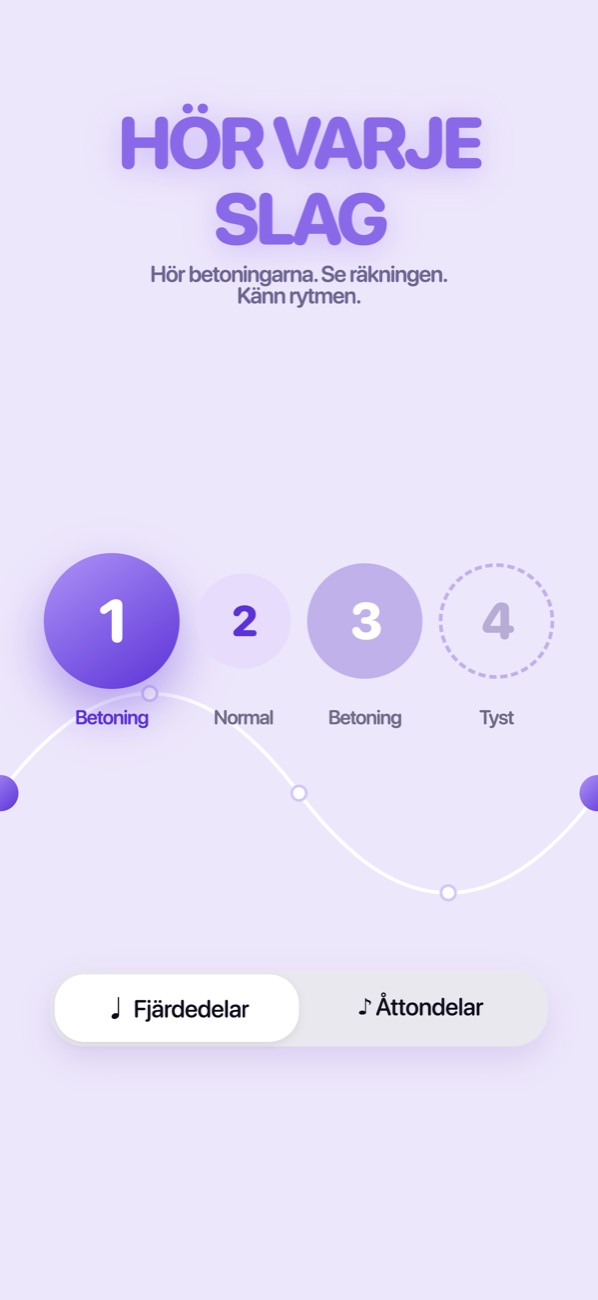 HÖR VARJE
SLAG
Hör betoningarna. Se räkningen.
Känn rytmen.
1 2 3 4
Betoning Normal Betoning Tyst
♩ Fjärdedelar ♪ Åttondelar